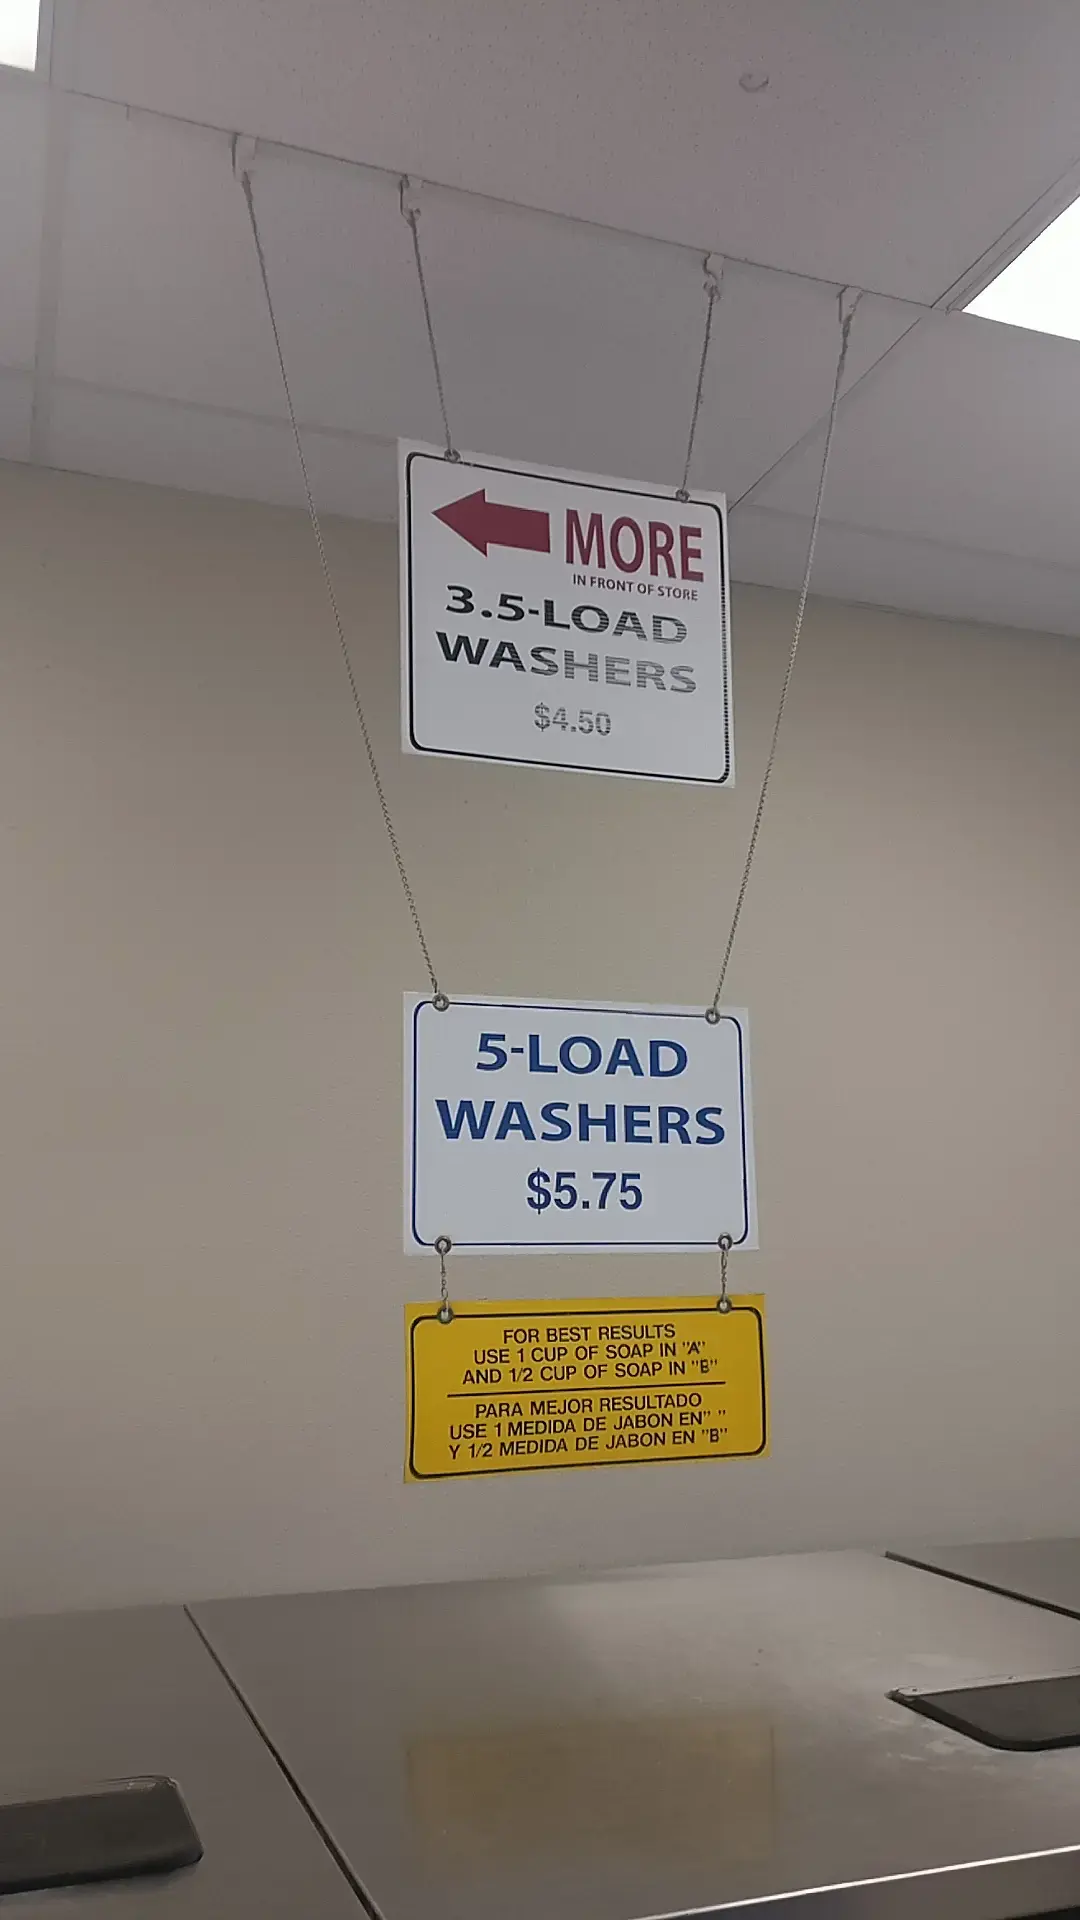 MORE
IN FRONT OF STORE
3.5-LOAD
WASHERS
$4.50
5-LOAD
WASHERS
$5.75
FOR BEST RESULTS
USE 1 CUP OF SOAP IN "A"
AND 1/2 CUP OF SOAP IN "B"
PARA MEJOR RESULTADO
USE 1 MEDIDA DE JABON EN" "
Y 1/2 MEDIDA DE JABON EN "B"